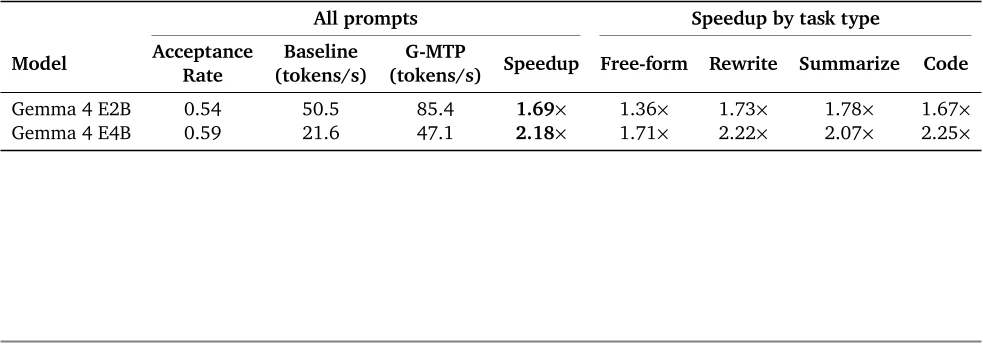 All prompts Speedup by task type
Model Acceptance Rate Baseline (tokens/s) G-MTP (tokens/s) Speedup Free-form Rewrite Summarize Code
Gemma 4 E2B 0.54 50.5 85.4 1.69× 1.36× 1.73× 1.78× 1.67×
Gemma 4 E4B 0.59 21.6 47.1 2.18× 1.71× 2.22× 2.07× 2.25×